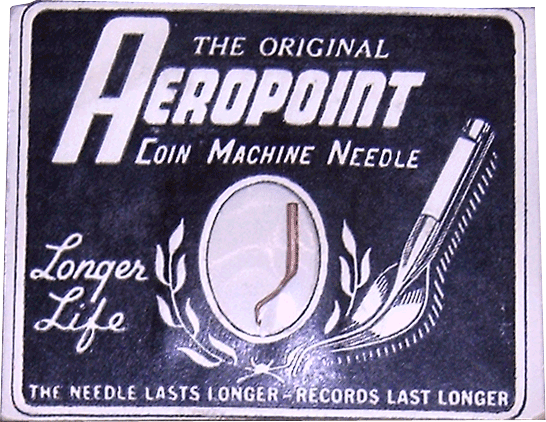 THE ORIGINAL
AEROPOINT
COIN MACHINE NEEDLE
Longer
Life
THE NEEDLE LASTS LONGER - RECORDS LAST LONGER